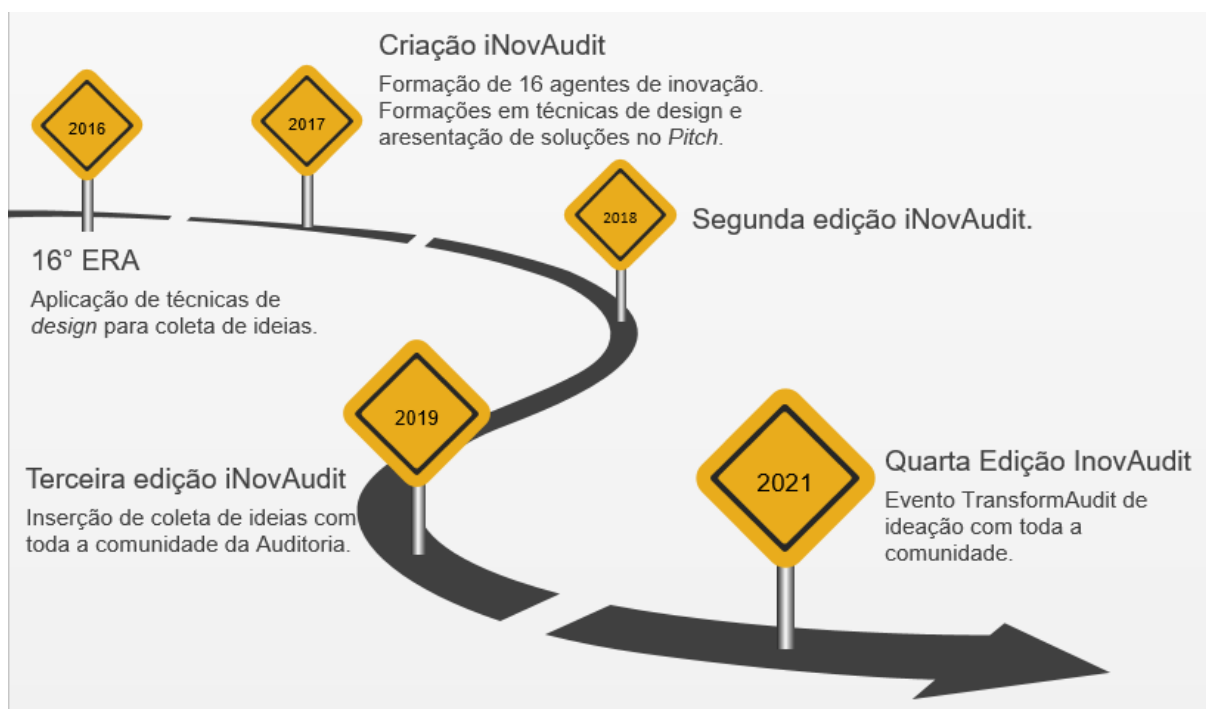 2016
16° ERA
Aplicação de técnicas de
design para coleta de ideias.
2017
Criação iNovAudit
Formação de 16 agentes de inovação.
Formações em técnicas de design e
aresentação de soluções no Pitch.
2018
Segunda edição iNovAudit.
2019
Terceira edição iNovAudit
Inserção de coleta de ideias com
toda a comunidade da Auditoria.
2021
Quarta Edição InovAudit
Evento TransformAudit de
ideação com toda a
comunidade.